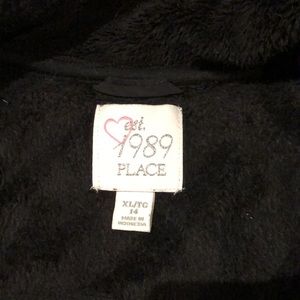 est.
1989
PLACE
XL/TG
14
MADE IN
INDONESIA